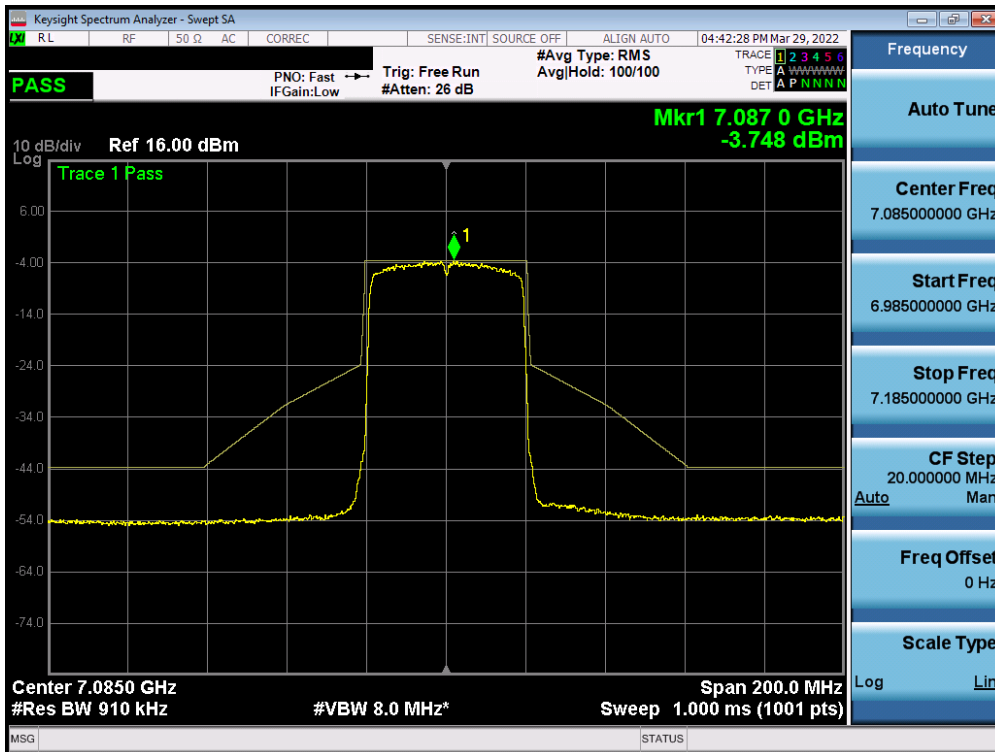 Keysight Spectrum Analyzer - Swept SA
LXI RL RF 50 Ω AC CORREC SENSE:INT SOURCE OFF ALIGN AUTO 04:42:28 PM Mar 29, 2022
PASS
PNO: Fast
IFGain:Low
Trig: Free Run
#Atten: 26 dB
#Avg Type: RMS
Avg|Hold: 100/100
TRACE 1 2 3 4 5 6
TYPE A WWWWW
DET A P N N N N
Mkr1 7.087 0 GHz
-3.748 dBm
10 dB/div Ref 16.00 dBm
Log
Trace 1 Pass
1
6.00
-4.00
-14.0
-24.0
-34.0
-44.0
-54.0
-64.0
-74.0
Center 7.0850 GHz Span 200.0 MHz
#Res BW 910 kHz #VBW 8.0 MHz* Sweep 1.000 ms (1001 pts)
MSG STATUS
Frequency
Auto Tune
Center Freq
7.085000000 GHz
Start Freq
6.985000000 GHz
Stop Freq
7.185000000 GHz
CF Step
20.000000 MHz
Auto Man
Freq Offset
0 Hz
Scale Type
Log Lin